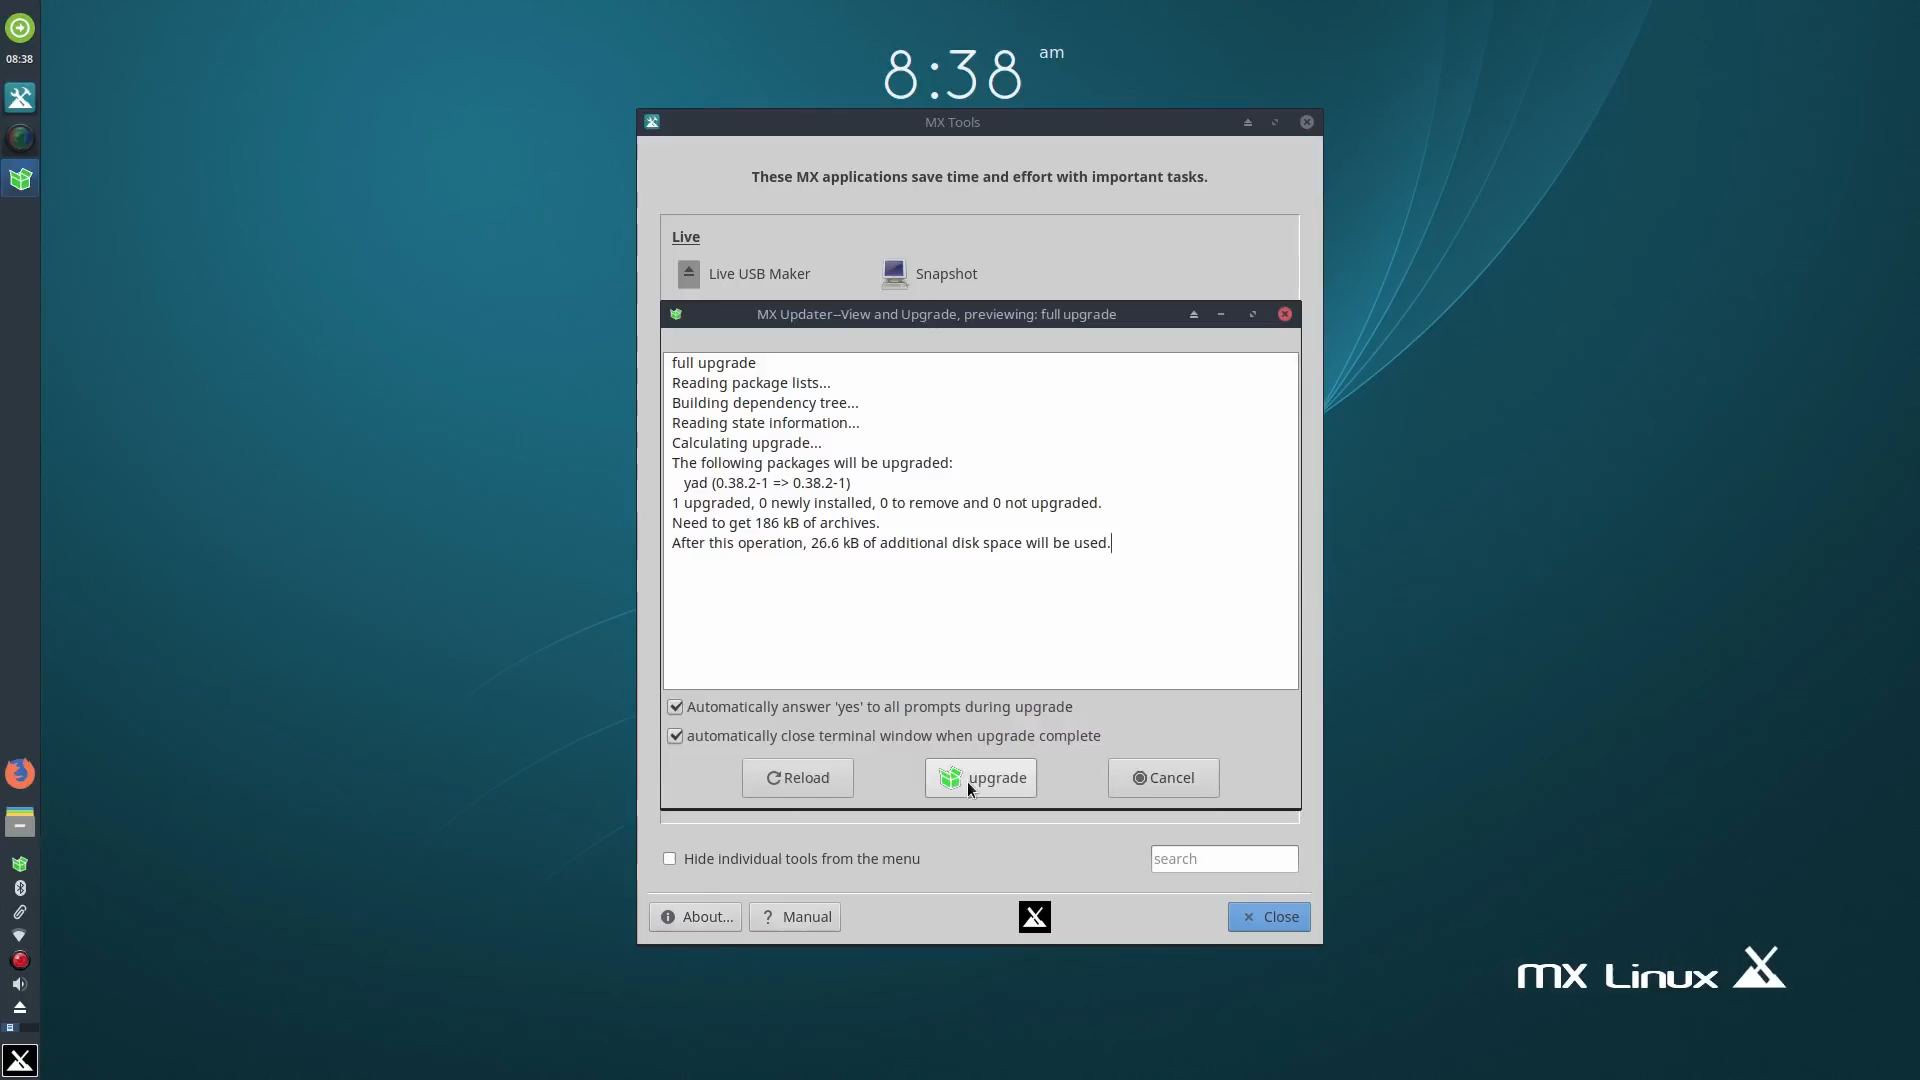 08:38
8:38 am
MX Tools
These MX applications save time and effort with important tasks.
Live
Live USB Maker
Snapshot
MX Updater--View and Upgrade, previewing: full upgrade
full upgrade
Reading package lists...
Building dependency tree...
Reading state information...
Calculating upgrade...
The following packages will be upgraded:
yad (0.38.2-1 => 0.38.2-1)
1 upgraded, 0 newly installed, 0 to remove and 0 not upgraded.
Need to get 186 kB of archives.
After this operation, 26.6 kB of additional disk space will be used.
Automatically answer 'yes' to all prompts during upgrade
automatically close terminal window when upgrade complete
Reload
upgrade
Cancel
Hide individual tools from the menu
search
About...
? Manual
Close
MX Linux